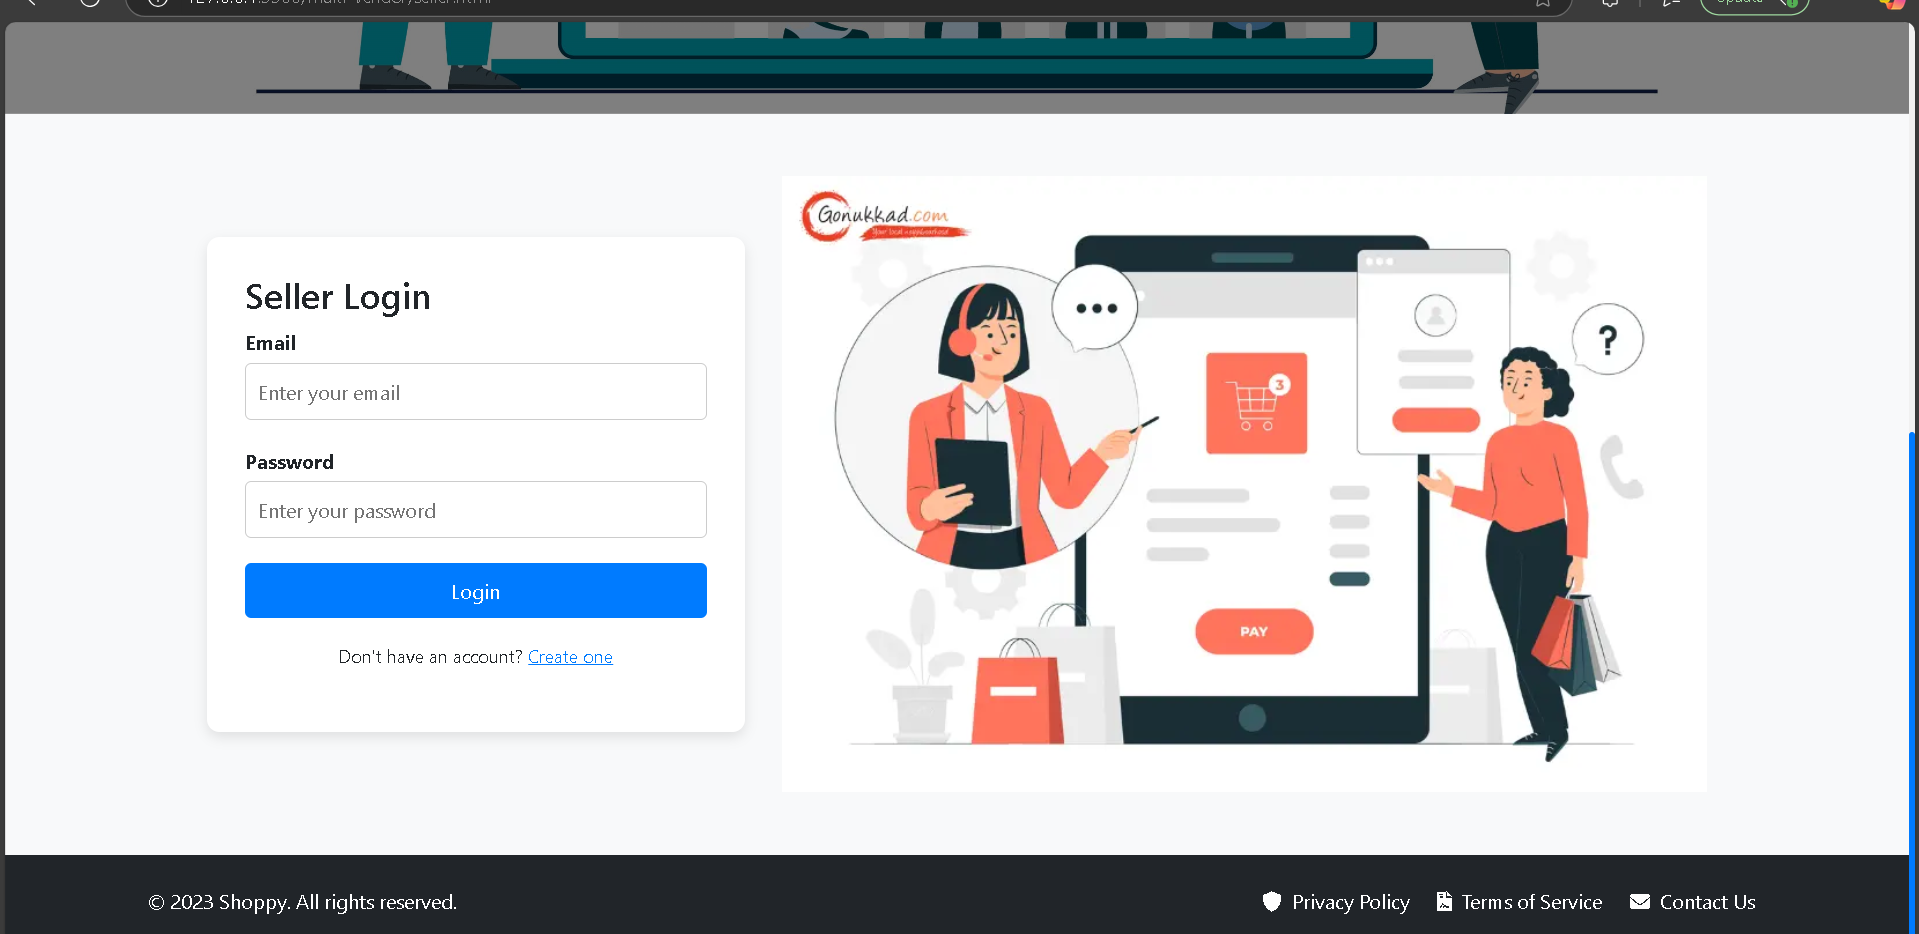 Gonukkad.com
Seller Login
Email
Enter your email
Password
Enter your password
Login
Don't have an account? Create one
?
3
PAY
© 2023 Shoppy. All rights reserved.
Privacy Policy
Terms of Service
Contact Us